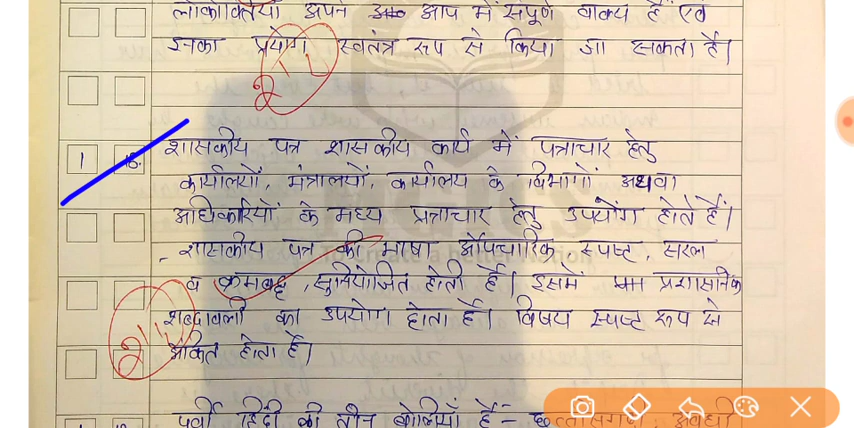 लोकोक्तियाँ अपने आप में संपूर्ण वाक्य हैं एवं
इनका प्रयोग स्वतंत्र रूप से किया जा सकता है।
2
1 18. शासकीय पत्र शासकीय कार्य में पत्राचार हेतु
कार्यालयों, मंत्रालयों, कार्यालय के विभागों अथवा
अधिकारियों के मध्य पत्राचार हेतु उपयोग होते हैं।
शासकीय पत्र की भाषा औपचारिक स्पष्ट, सरल
व क्रमबद्ध, सुनियोजित होती है। इसमें प्रशासनिक
शब्दावली का उपयोग होता है। विषय स्पष्ट रूप से
अंकित होता है।
2
पूर्वी हिंदी की तीन बोलियाँ हैं - छत्तीसगढ़ी, अवधी